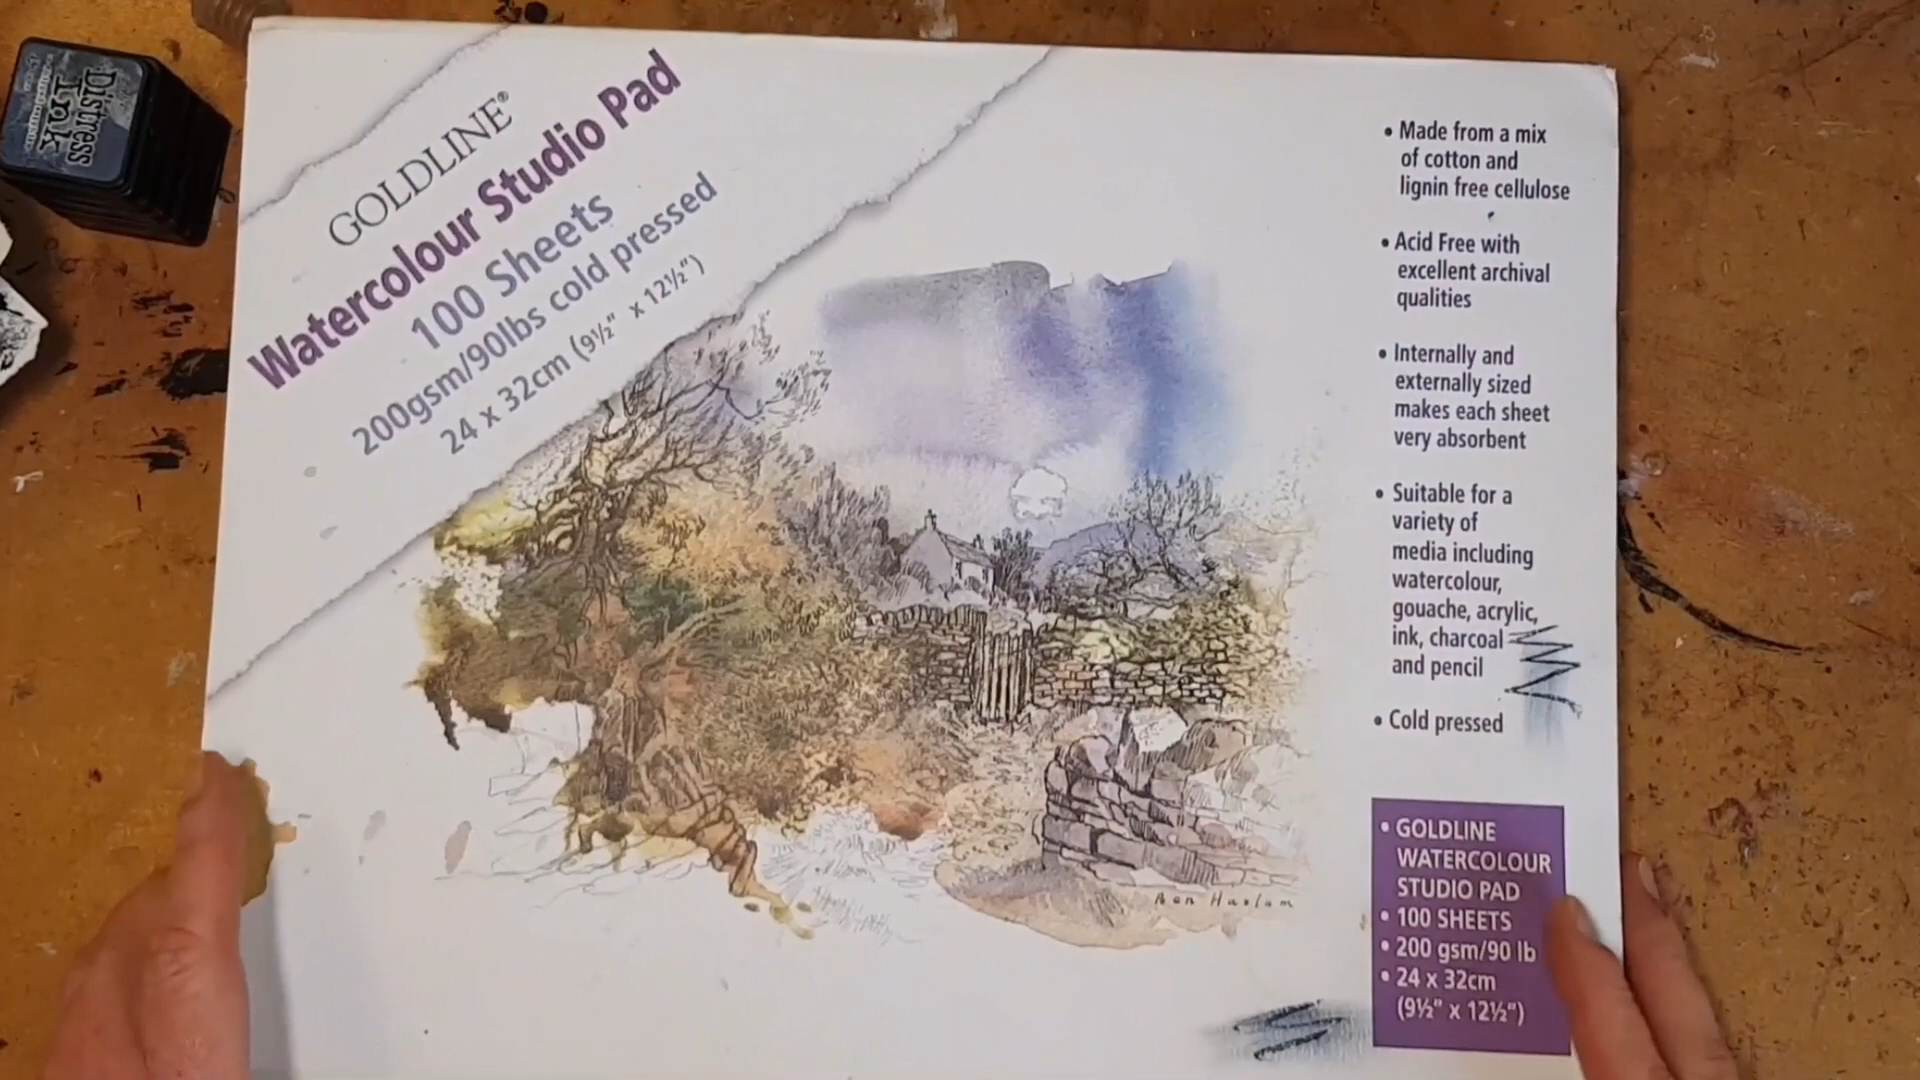 Distress
Ink
GOLDLINE®
Watercolour Studio Pad
100 Sheets
200gsm/90lbs cold pressed
24 x 32cm (9½" x 12½")
• Made from a mix
of cotton and
lignin free cellulose
• Acid Free with
excellent archival
qualities
• Internally and
externally sized
makes each sheet
very absorbent
• Suitable for a
variety of
media including
watercolour,
gouache, acrylic,
ink, charcoal
and pencil
• Cold pressed
• GOLDLINE
WATERCOLOUR
STUDIO PAD
• 100 SHEETS
• 200 gsm/90 lb
• 24 x 32cm
(9½" x 12½")